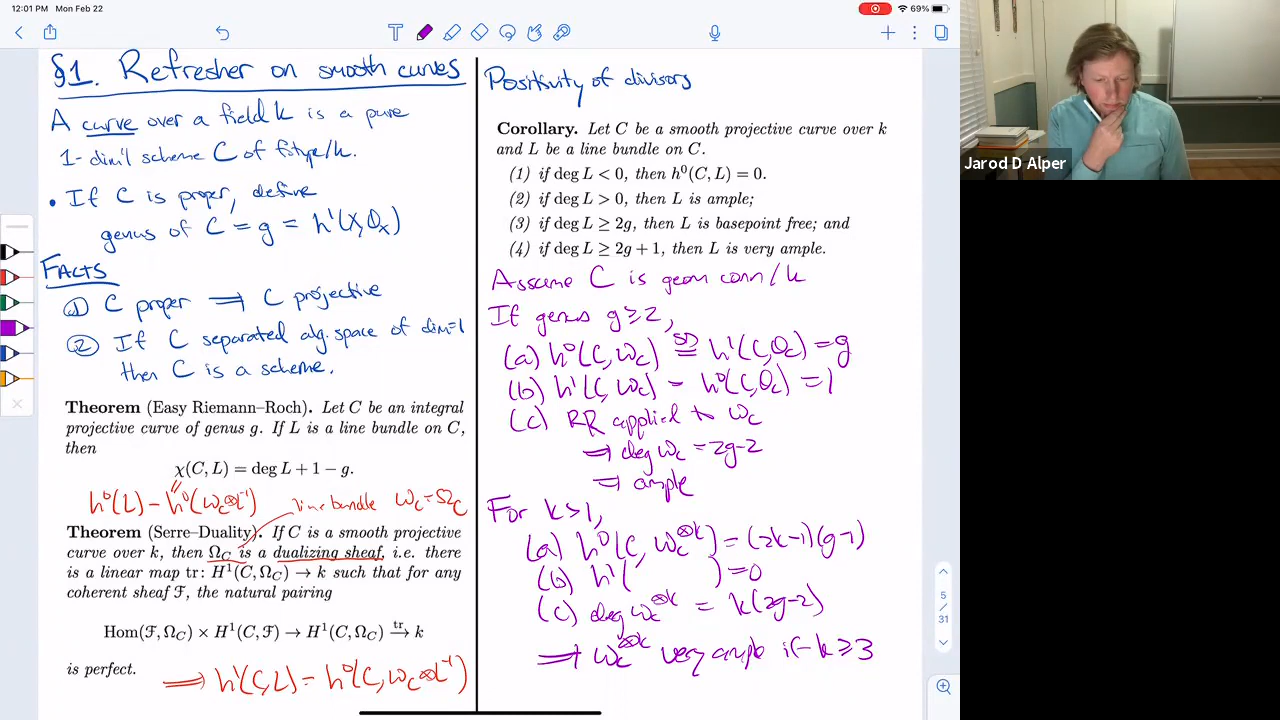 12:01 PM Mon Feb 22
69%
§1. Refresher on smooth curves
A curve over a field k is a pure
1-dim'l scheme C of f.type/k.
• If C is proper, define
genus of C = g = h¹(X, O_X)
FACTS
① C proper ⟹ C projective
② If C separated alg. space of dim=1
then C is a scheme.
Theorem (Easy Riemann–Roch). Let C be an integral
projective curve of genus g. If L is a line bundle on C,
then
χ(C, L) = deg L + 1 − g.
h⁰(L) − h⁰(ω_C⊗L⁻¹) line bundle ω_C = Ω_C
Theorem (Serre–Duality). If C is a smooth projective
curve over k, then Ω_C is a dualizing sheaf, i.e. there
is a linear map tr: H¹(C, Ω_C) → k such that for any
coherent sheaf ℱ, the natural pairing
Hom(ℱ, Ω_C) × H¹(C, ℱ) → H¹(C, Ω_C) →^tr k
is perfect.
⟹ h¹(C, L) = h⁰(C, ω_C⊗L⁻¹)
Positivity of divisors
Corollary. Let C be a smooth projective curve over k
and L be a line bundle on C.
(1) if deg L < 0, then h⁰(C, L) = 0.
(2) if deg L > 0, then L is ample;
(3) if deg L ≥ 2g, then L is basepoint free; and
(4) if deg L ≥ 2g + 1, then L is very ample.
Assume C is geom conn/k
If genus g ≥ 2,
(a) h⁰(C, ω_C) =^SD h¹(C, O_C) = g
(b) h¹(C, ω_C) = h⁰(C, O_C) = 1
(c) RR applied to ω_C
⟹ deg ω_C = 2g-2
⟹ ample
For k > 1,
(a) h⁰(C, ω_C^⊗k) = (2k-1)(g-1)
(b) h¹( ) = 0
(c) deg ω_C^⊗k = k(2g-2)
⟹ ω_C^⊗k very ample if k ≥ 3
5
/
31
Jarod D Alper